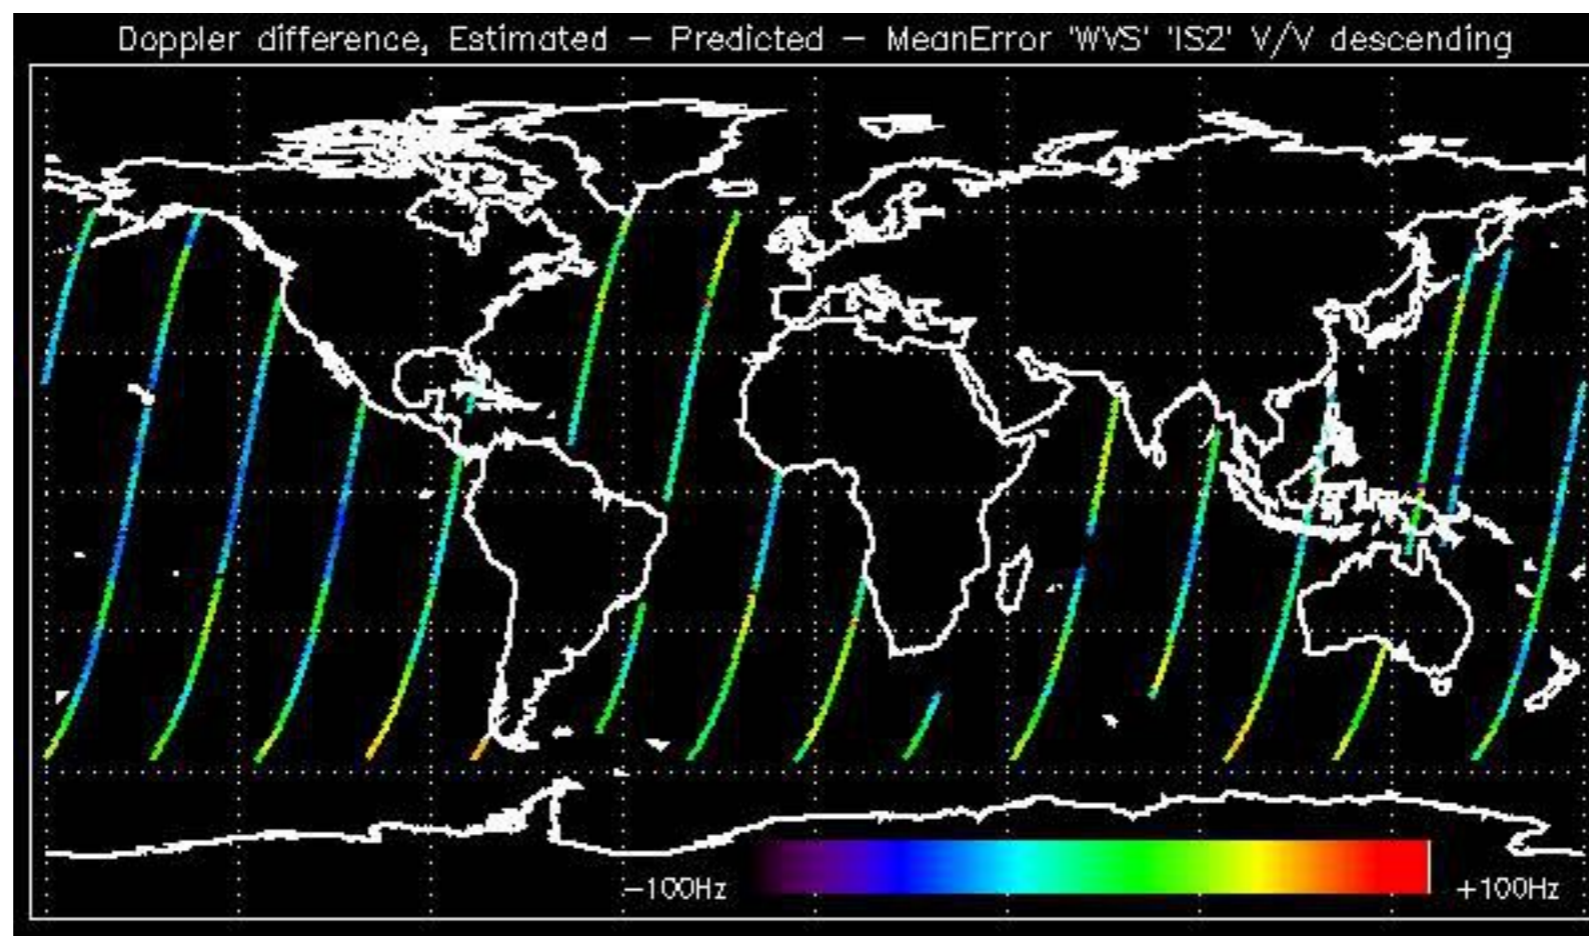 Doppler difference, Estimated – Predicted – MeanError 'WVS' 'IS2' V/V descending
-100Hz +100Hz